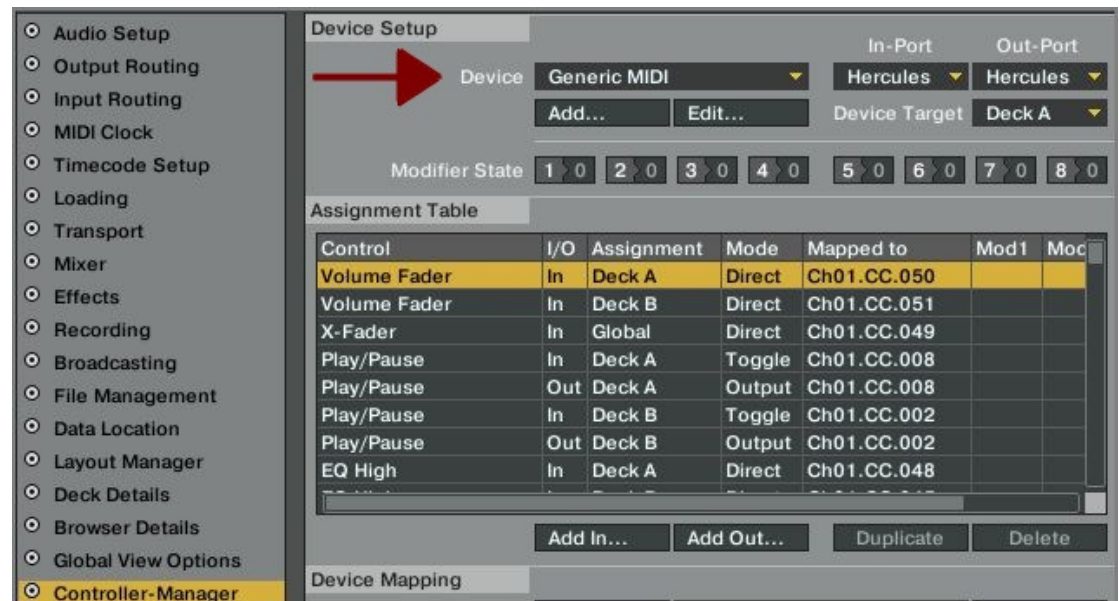 Audio Setup
Output Routing
Input Routing
MIDI Clock
Timecode Setup
Loading
Transport
Mixer
Effects
Recording
Broadcasting
File Management
Data Location
Layout Manager
Deck Details
Browser Details
Global View Options
Controller-Manager
Device Setup
In-Port Out-Port
Device Generic MIDI Hercules Hercules
Add... Edit... Device Target Deck A
Modifier State 1 0 2 0 3 0 4 0 5 0 6 0 7 0 8 0
Assignment Table
Control I/O Assignment Mode Mapped to Mod1 Mod
Volume Fader In Deck A Direct Ch01.CC.050
Volume Fader In Deck B Direct Ch01.CC.051
X-Fader In Global Direct Ch01.CC.049
Play/Pause In Deck A Toggle Ch01.CC.008
Play/Pause Out Deck A Output Ch01.CC.008
Play/Pause In Deck B Toggle Ch01.CC.002
Play/Pause Out Deck B Output Ch01.CC.002
EQ High In Deck A Direct Ch01.CC.048
Add In... Add Out... Duplicate Delete
Device Mapping